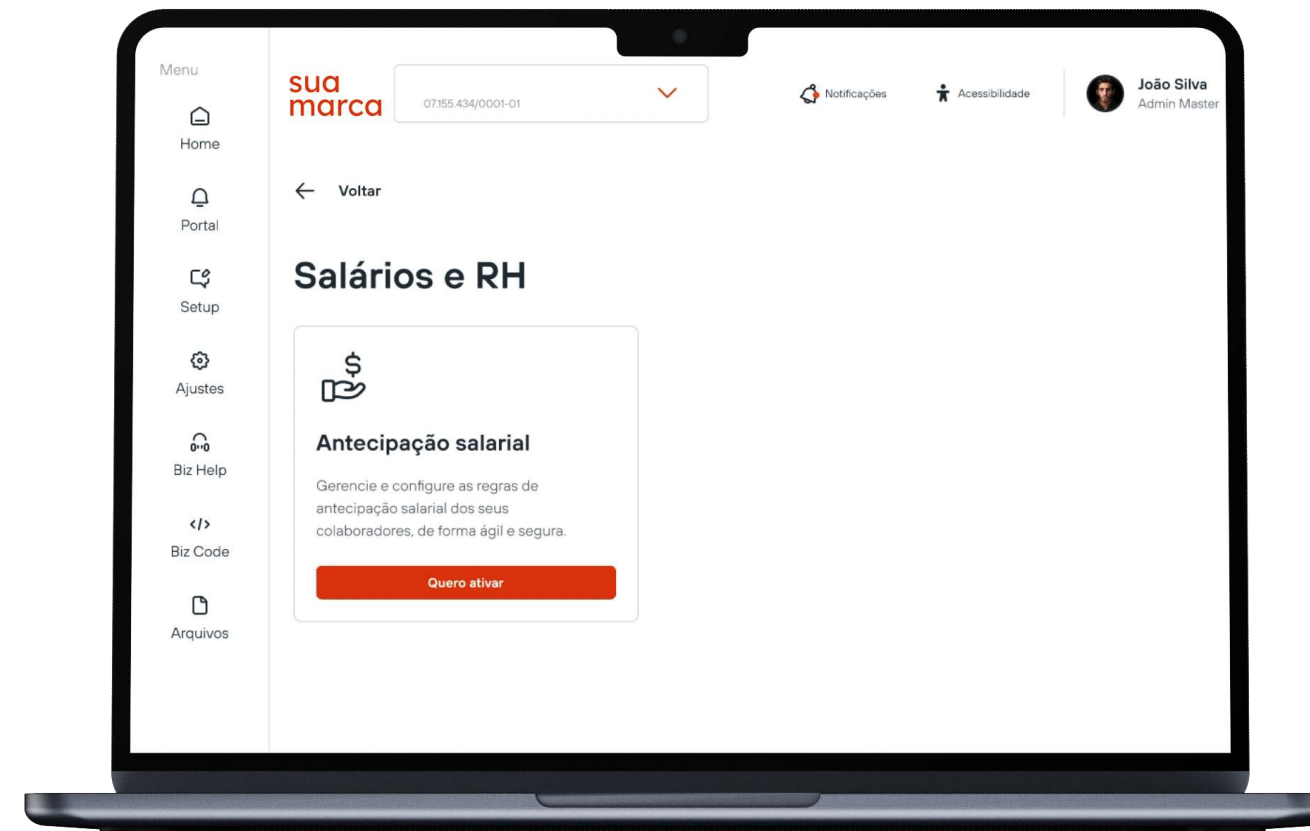 Menu
Home
Portal
Setup
Ajustes
Biz Help
Biz Code
Arquivos
sua
marca
07.155.434/0001-01
Notificações
Acessibilidade
João Silva
Admin Master
Voltar
Salários e RH
$
Antecipação salarial
Gerencie e configure as regras de
antecipação salarial dos seus
colaboradores, de forma ágil e segura.
Quero ativar